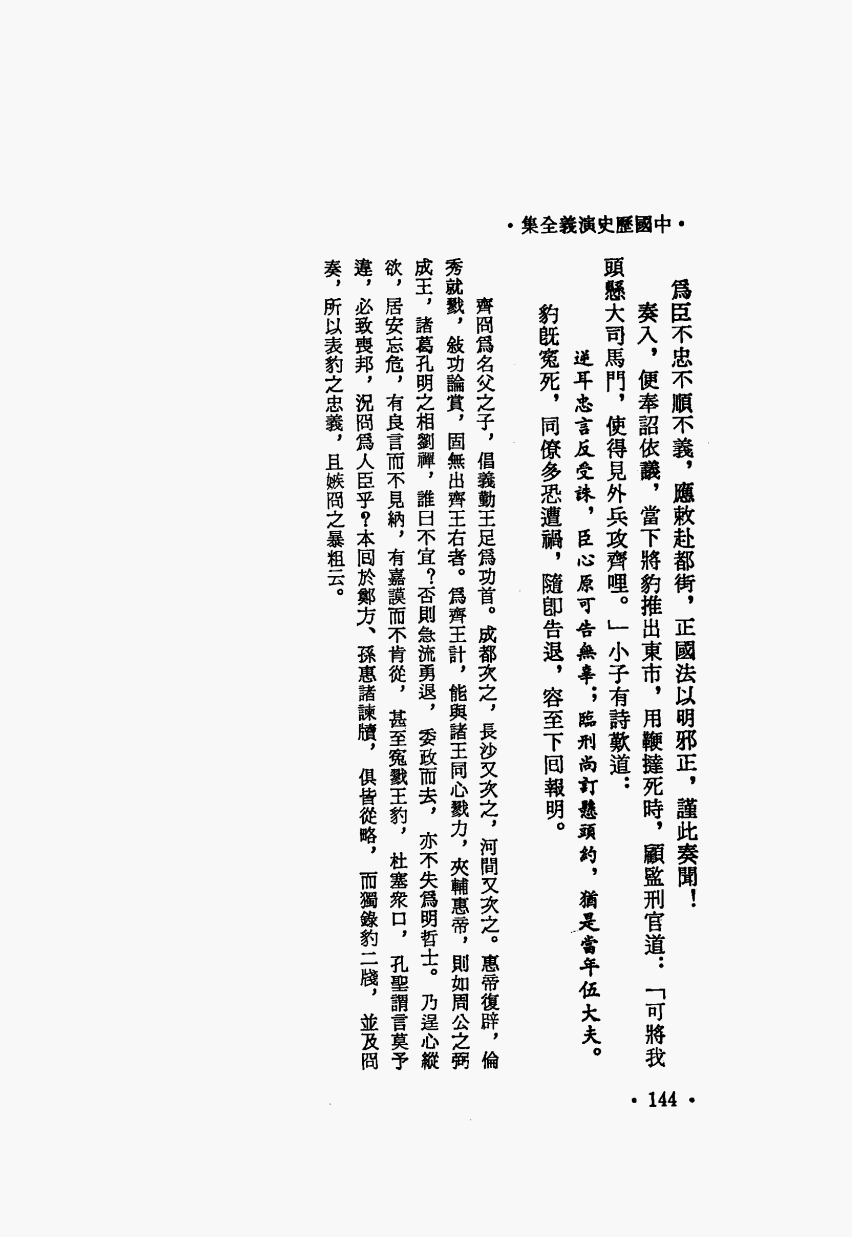 ·中國歷史演義全集·
爲臣不忠不順不義，應敕赴都街，正國法以明邪正，謹此奏聞！
奏入，便奉詔依議，當下將豹推出東市，用鞭撻死時，顧監刑官道：「可將我
頭懸大司馬門，使得見外兵攻齊哩。」小子有詩歎道：
逆耳忠言反受誅，臣心原可告無辜；臨刑尚訂懸頭約，猶是當年伍大夫。
豹既冤死，同僚多恐遭禍，隨卽告退，容至下囘報明。
齊冏爲名父之子，倡義勤王足爲功首。成都次之，長沙又次之，河間又次之。惠帝復辟，倫
秀就戮，敍功論賞，固無出齊王右者。爲齊王計，能與諸王同心戮力，夾輔惠帝，則如周公之弼
成王，諸葛孔明之相劉禪，誰曰不宜？否則急流勇退，委政而去，亦不失爲明哲士。乃逞心縱
欲，居安忘危，有良言而不見納，有嘉謨而不肯從，甚至冤戮王豹，杜塞衆口，孔聖謂言莫予
違，必致喪邦，況冏爲人臣乎？本囘於鄭方、孫惠諸諫牘，俱皆從略，而獨錄豹二牋，並及冏
奏，所以表豹之忠義，且嫉冏之暴粗云。
·144·